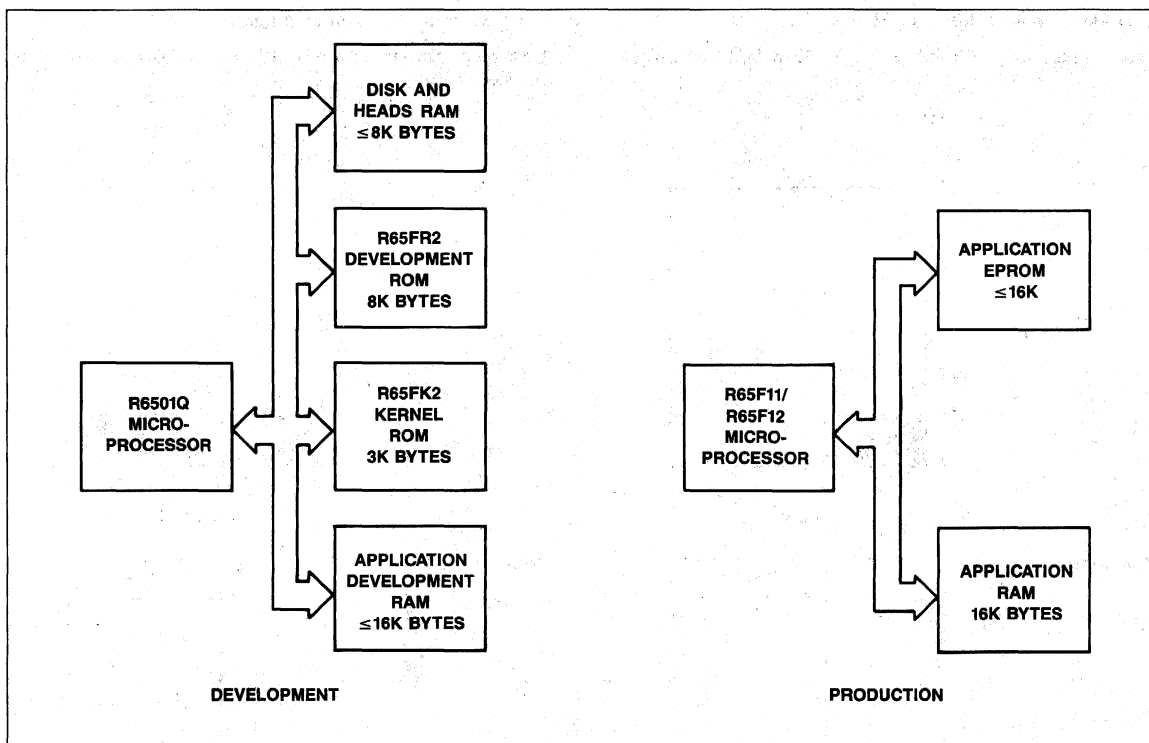 DISK AND
HEADS RAM
≤8K BYTES
R65FR2
DEVELOPMENT
ROM
8K BYTES
R6501Q
MICRO-
PROCESSOR
R65FK2
KERNEL
ROM
3K BYTES
APPLICATION
DEVELOPMENT
RAM
≤16K BYTES
DEVELOPMENT
APPLICATION
EPROM
≤16K
R65F11/
R65F12
MICRO-
PROCESSOR
APPLICATION
RAM
16K BYTES
PRODUCTION